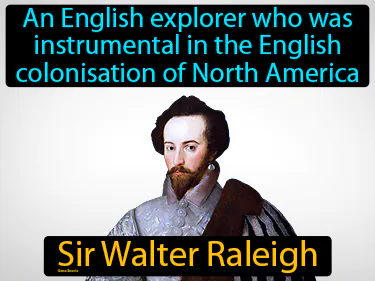 An English explorer who was
instrumental in the English
colonisation of North America
Sir Walter Raleigh